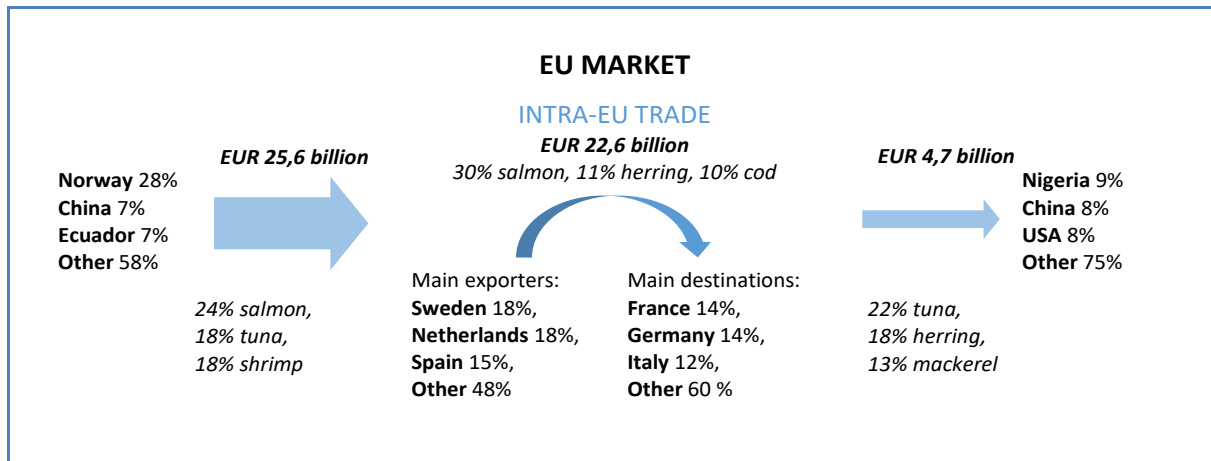 EU MARKET
INTRA-EU TRADE
EUR 22,6 billion
30% salmon, 11% herring, 10% cod
EUR 25,6 billion
Norway 28%
China 7%
Ecuador 7%
Other 58%
24% salmon,
18% tuna,
18% shrimp
Main exporters:
Sweden 18%,
Netherlands 18%,
Spain 15%,
Other 48%
Main destinations:
France 14%,
Germany 14%,
Italy 12%,
Other 60 %
EUR 4,7 billion
Nigeria 9%
China 8%
USA 8%
Other 75%
22% tuna,
18% herring,
13% mackerel